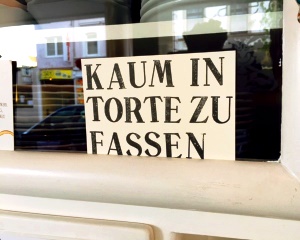 KAUM IN
TORTE ZU
FASSEN